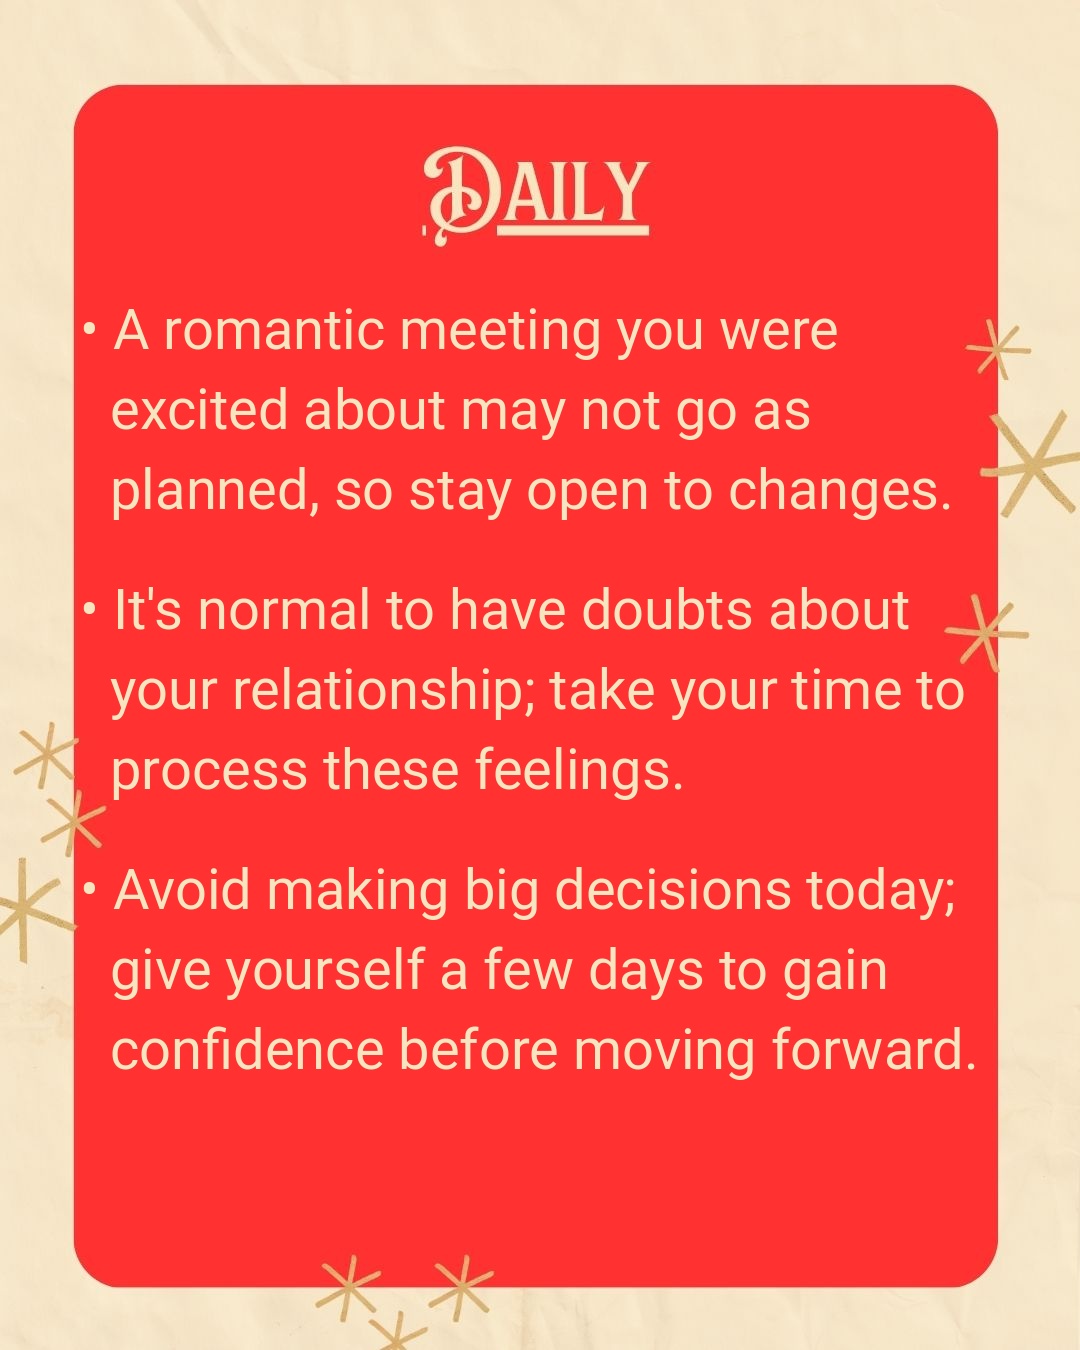 Daily
• A romantic meeting you were
excited about may not go as
planned, so stay open to changes.
• It's normal to have doubts about
your relationship; take your time to
process these feelings.
• Avoid making big decisions today;
give yourself a few days to gain
confidence before moving forward.